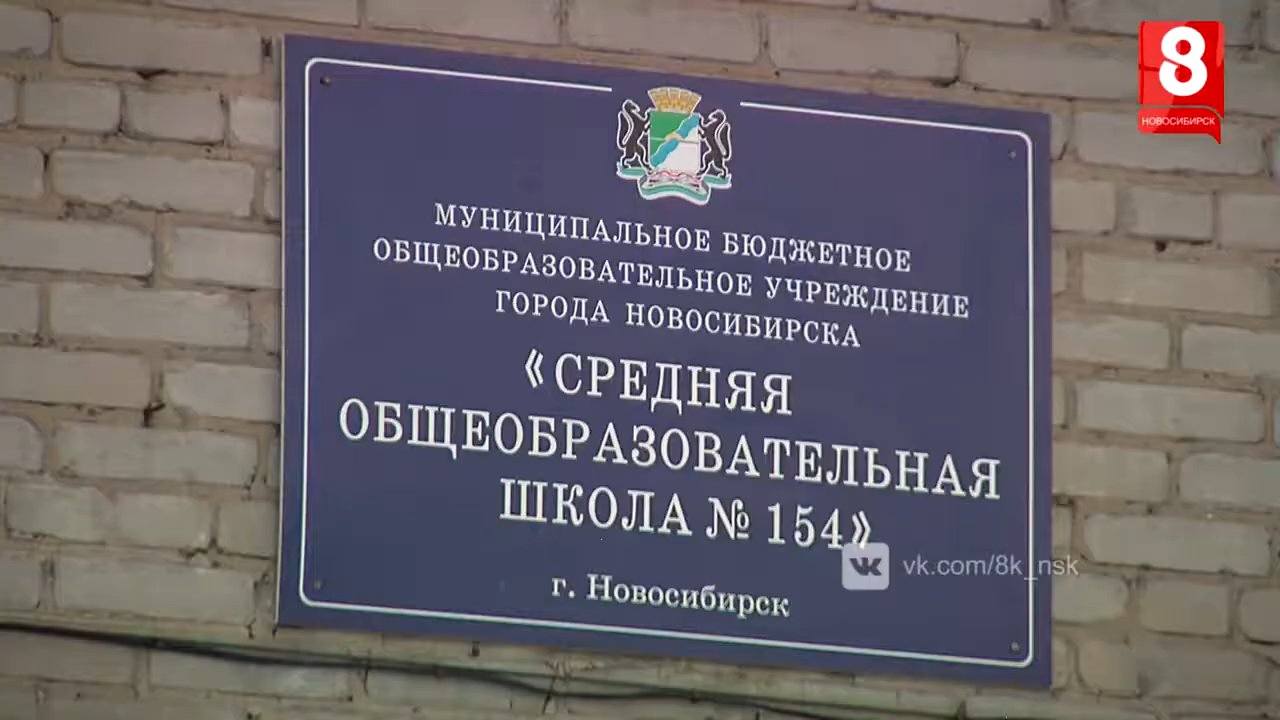 8
НОВОСИБИРСК
МУНИЦИПАЛЬНОЕ БЮДЖЕТНОЕ
ОБЩЕОБРАЗОВАТЕЛЬНОЕ УЧРЕЖДЕНИЕ
ГОРОДА НОВОСИБИРСКА
«СРЕДНЯЯ
ОБЩЕОБРАЗОВАТЕЛЬНАЯ
ШКОЛА № 154»
vk.com/8k_nsk
г. Новосибирск